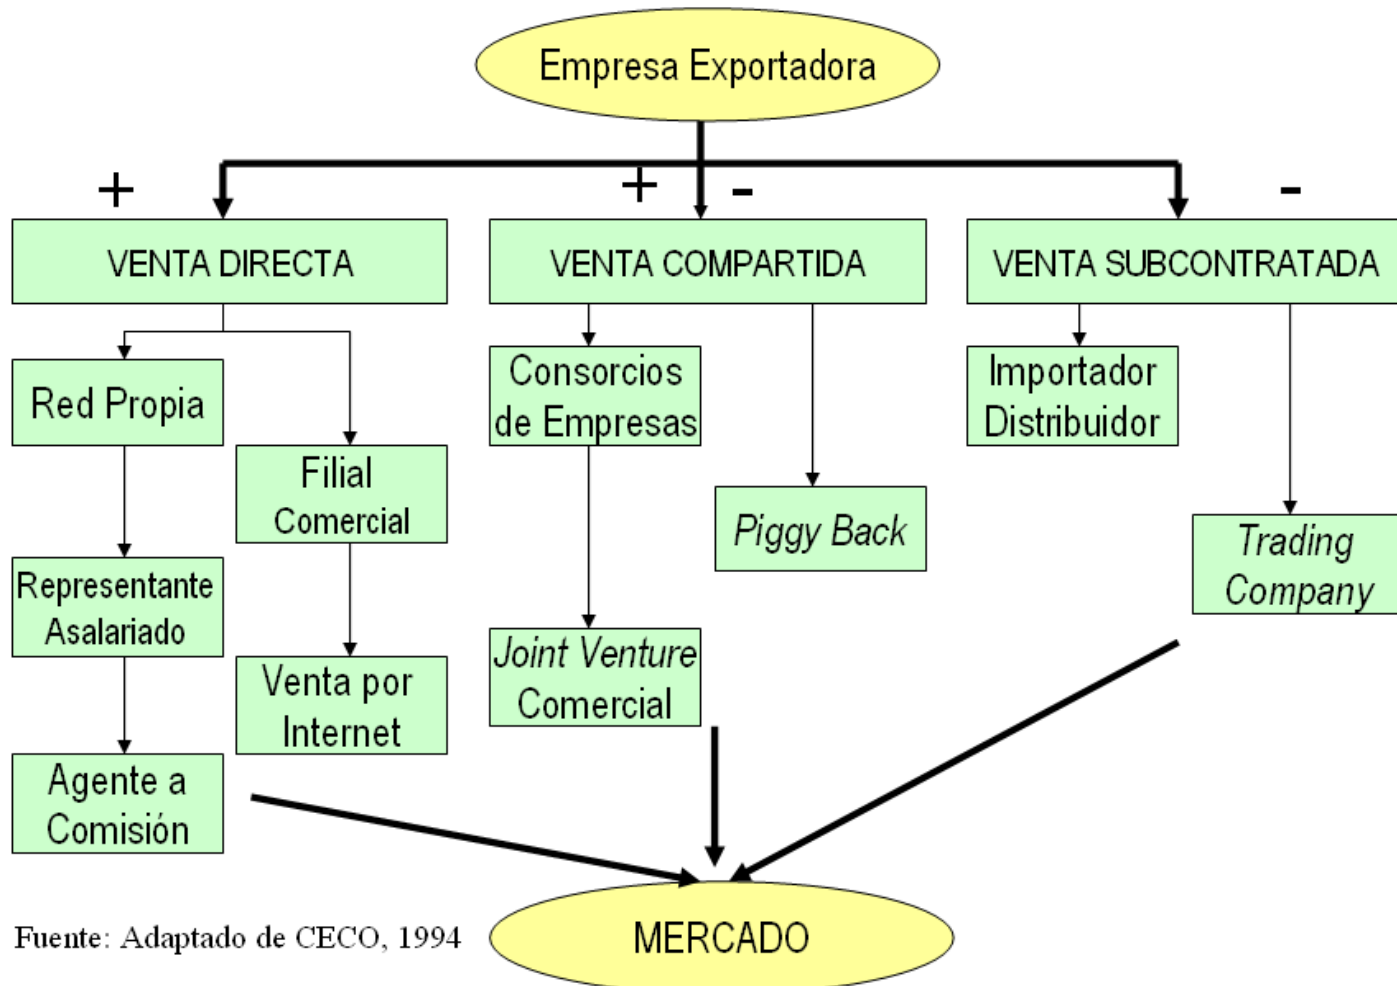 Empresa Exportadora
+
+ -
-
VENTA DIRECTA
VENTA COMPARTIDA
VENTA SUBCONTRATADA
Red Propia
Filial
Comercial
Representante
Asalariado
Venta por
Internet
Agente a
Comisión
Consorcios
de Empresas
Piggy Back
Joint Venture
Comercial
Importador
Distribuidor
Trading
Company
MERCADO
Fuente: Adaptado de CECO, 1994